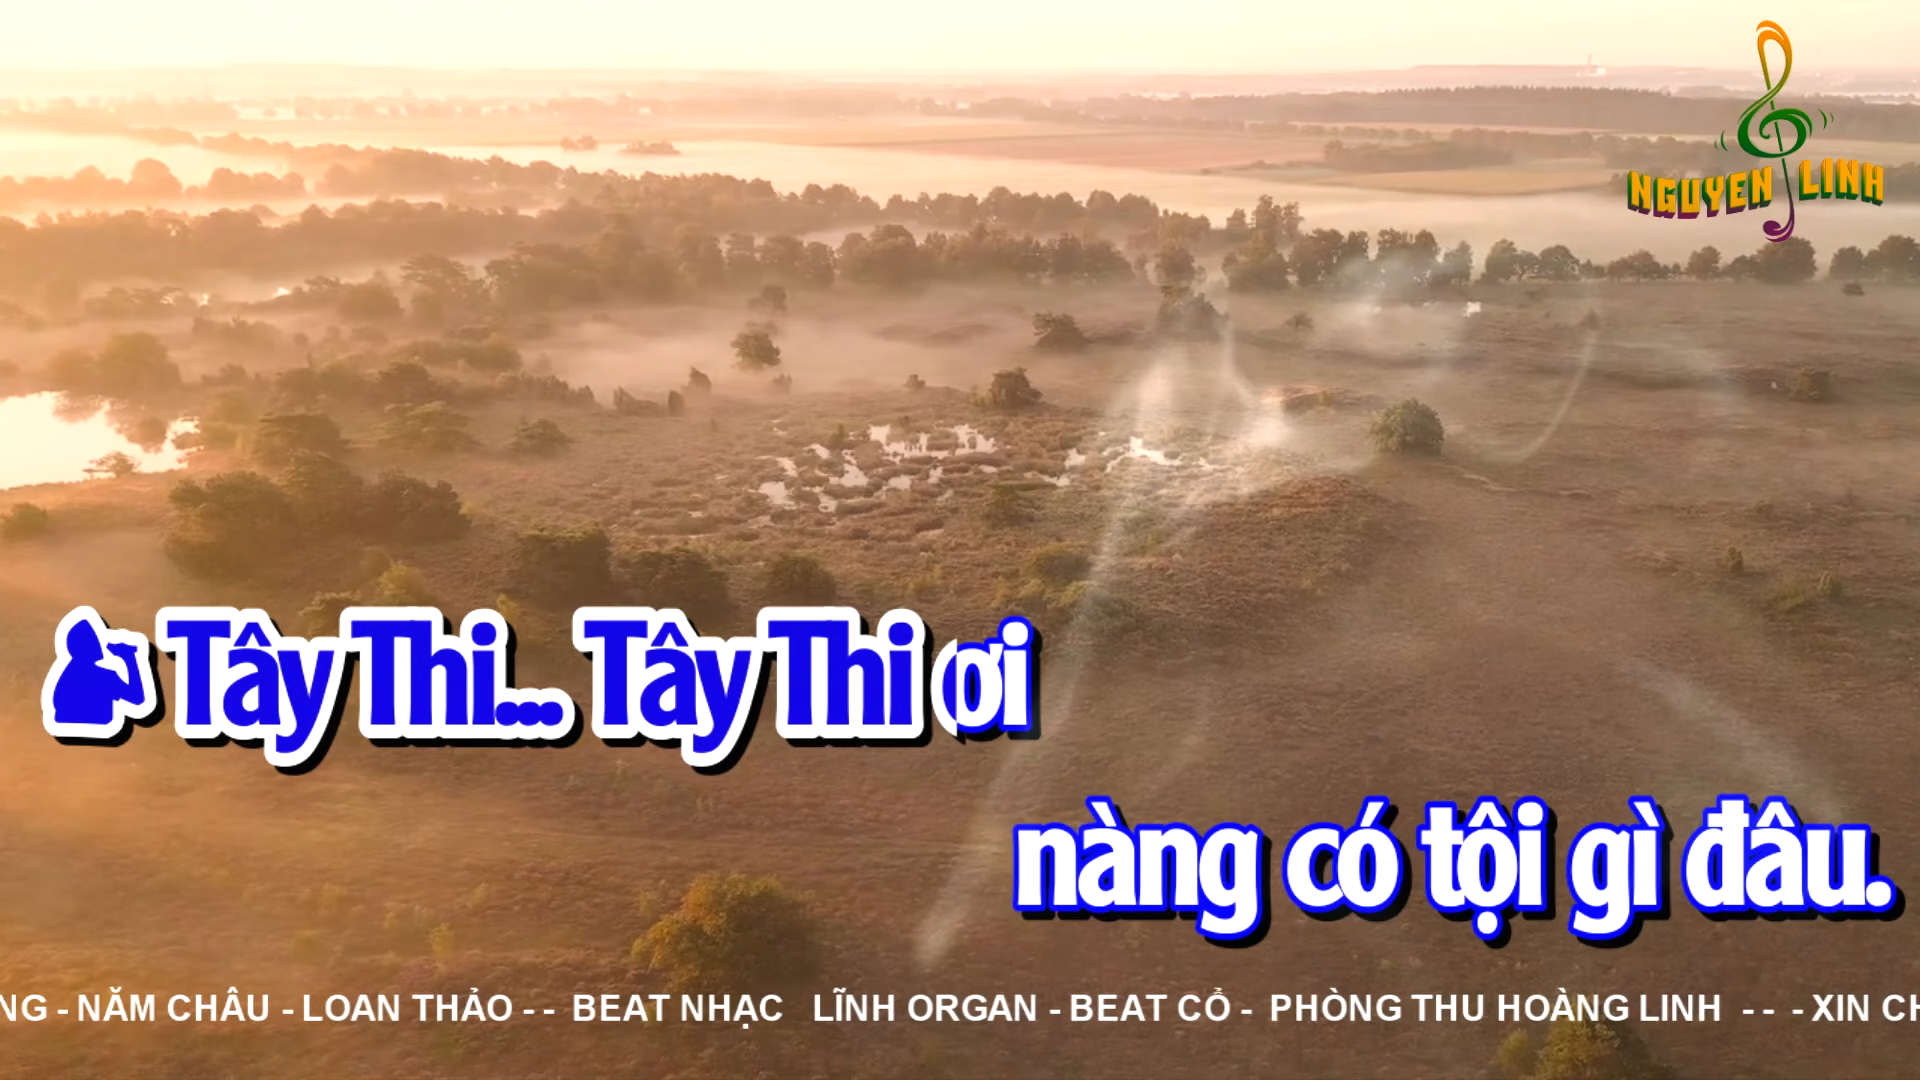 NGUYEN LINH
Tây Thi... Tây Thi ơi
nàng có tội gì đâu.
NG - NĂM CHÂU - LOAN THẢO - - BEAT NHẠC LĨNH ORGAN - BEAT CỔ - PHÒNG THU HOÀNG LINH - - - XIN CH